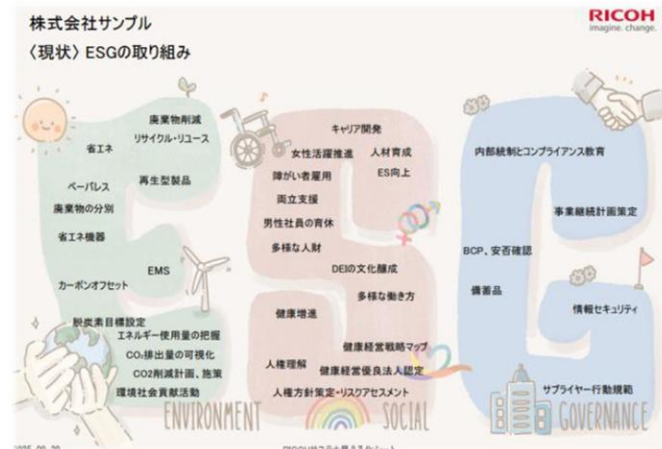 株式会社サンプル
〈現状〉ESGの取り組み
RICOH
imagine. change.
廃棄物削減
リサイクル・リユース
省エネ
再生型製品
ペーパレス
廃棄物の分別
省エネ機器
EMS
カーボンオフセット
脱炭素目標設定
エネルギー使用量の把握
CO₂排出量の可視化
CO2削減計画、施策
環境社会貢献活動
ENVIRONMENT
キャリア開発
女性活躍推進
人材育成
障がい者雇用
ES向上
両立支援
男性社員の育休
多様な人財
DEIの文化醸成
多様な働き方
健康増進
健康経営戦略マップ
人権理解
健康経営優良法人認定
人権方針策定・リスクアセスメント
SOCIAL
内部統制とコンプライアンス教育
事業継続計画策定
BCP、安否確認
備蓄品
情報セキュリティ
サプライヤー行動規範
GOVERNANCE